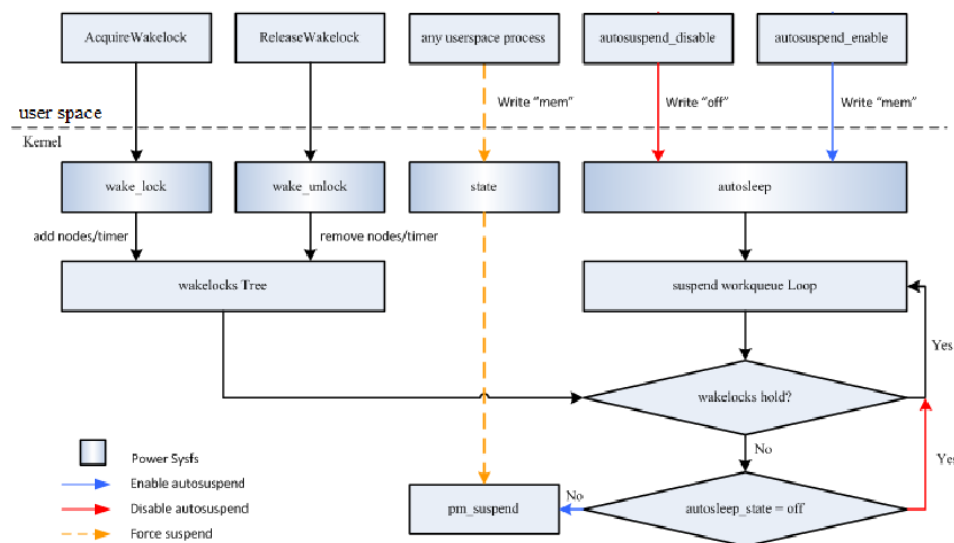 AcquireWakelock
ReleaseWakelock
any userspace process
autosuspend_disable
autosuspend_enable
Write “mem”
Write “off”
Write “mem”
user space
Kernel
wake_lock
wake_unlock
state
autosleep
add nodes/timer
remove nodes/timer
wakelocks Tree
suspend workqueue Loop
Yes
wakelocks hold?
No
Power Sysfs
Yes
Enable autosuspend
No
Disable autosuspend
pm_suspend
autosleep_state = off
Force suspend